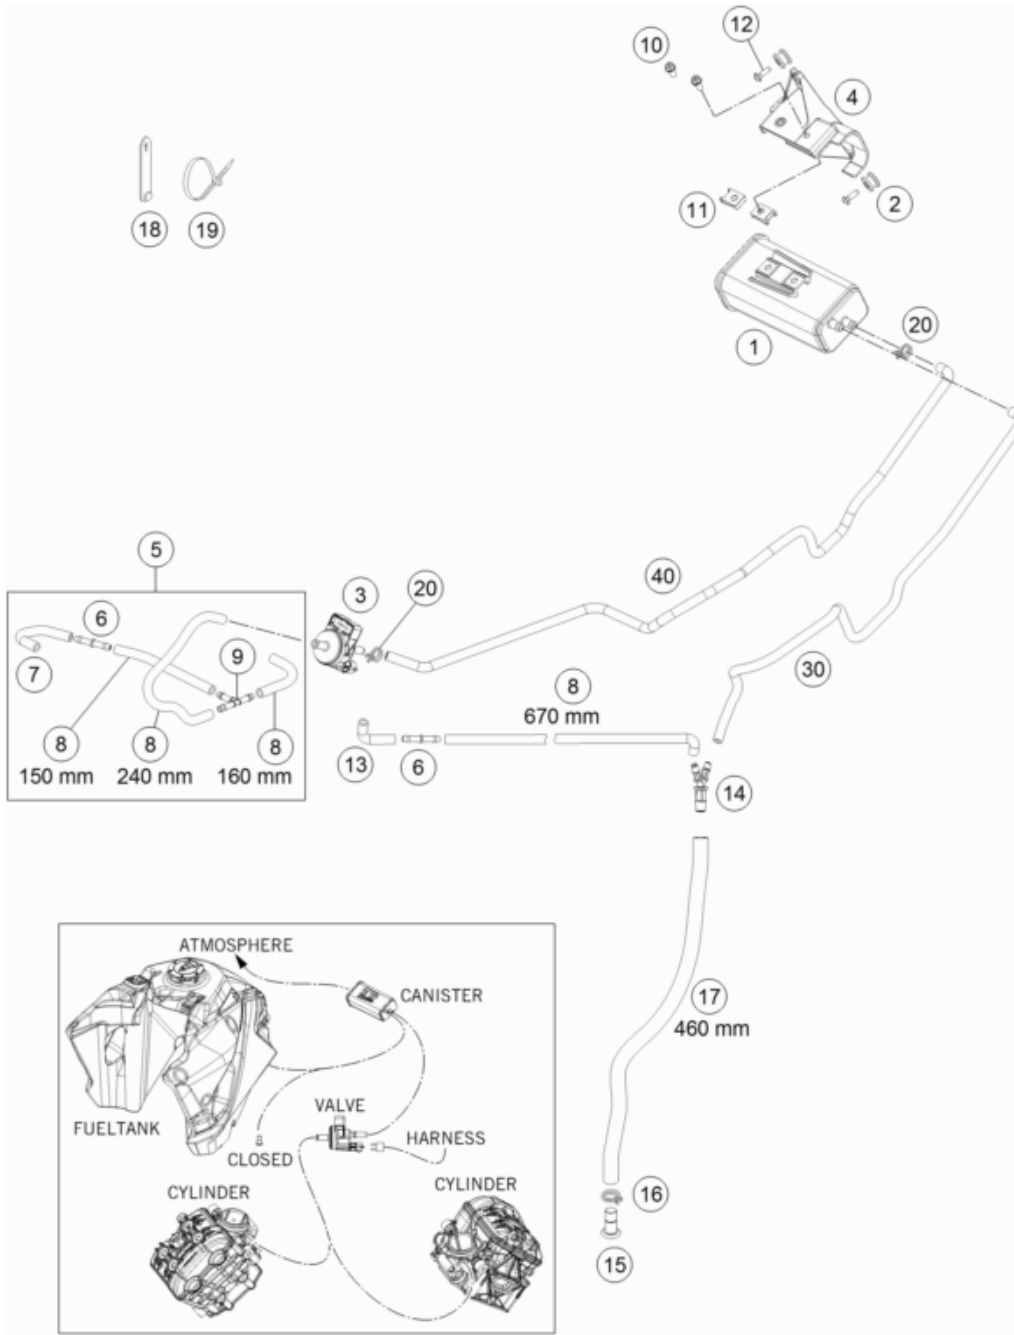 12
10
4
11
2
18
19
20
1
5
40
3
20
6
9
7
30
8
670 mm
8
8
8
13
6
150 mm
240 mm
160 mm
14
ATMOSPHERE
CANISTER
17
460 mm
VALVE
FUELTANK
HARNESS
CLOSED
CYLINDER
CYLINDER
16
15